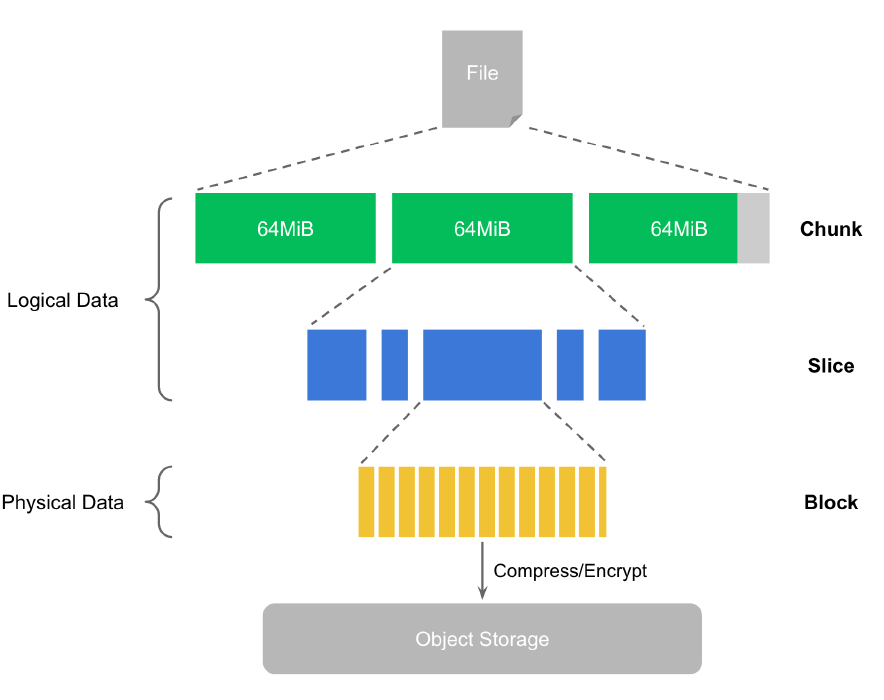 File
64MiB
64MiB
64MiB
Chunk
Logical Data
Slice
Physical Data
Block
Compress/Encrypt
Object Storage